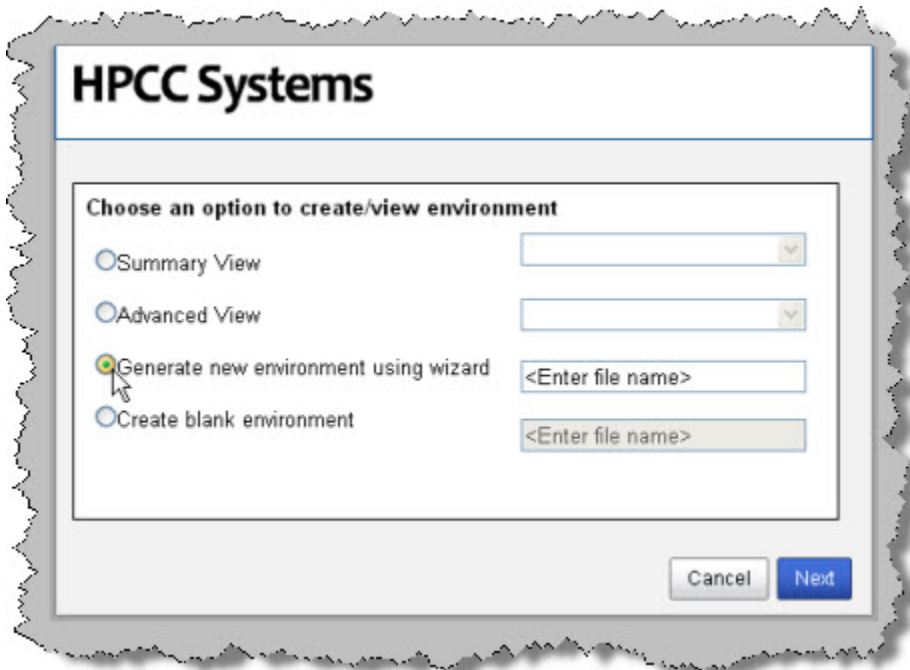 HPCC Systems
Choose an option to create/view environment
Summary View
Advanced View
Generate new environment using wizard
<Enter file name>
Create blank environment
<Enter file name>
Cancel
Next